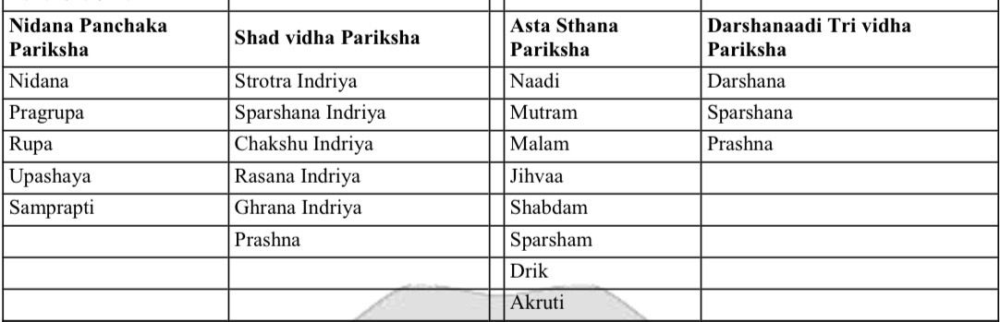 Nidana Panchaka Pariksha | Shad vidha Pariksha | Asta Sthana Pariksha | Darshanaadi Tri vidha Pariksha
Nidana | Strotra Indriya | Naadi | Darshana
Pragrupa | Sparshana Indriya | Mutram | Sparshana
Rupa | Chakshu Indriya | Malam | Prashna
Upashaya | Rasana Indriya | Jihvaa
Samprapti | Ghrana Indriya | Shabdam
Prashna | Sparsham
Drik
Akruti